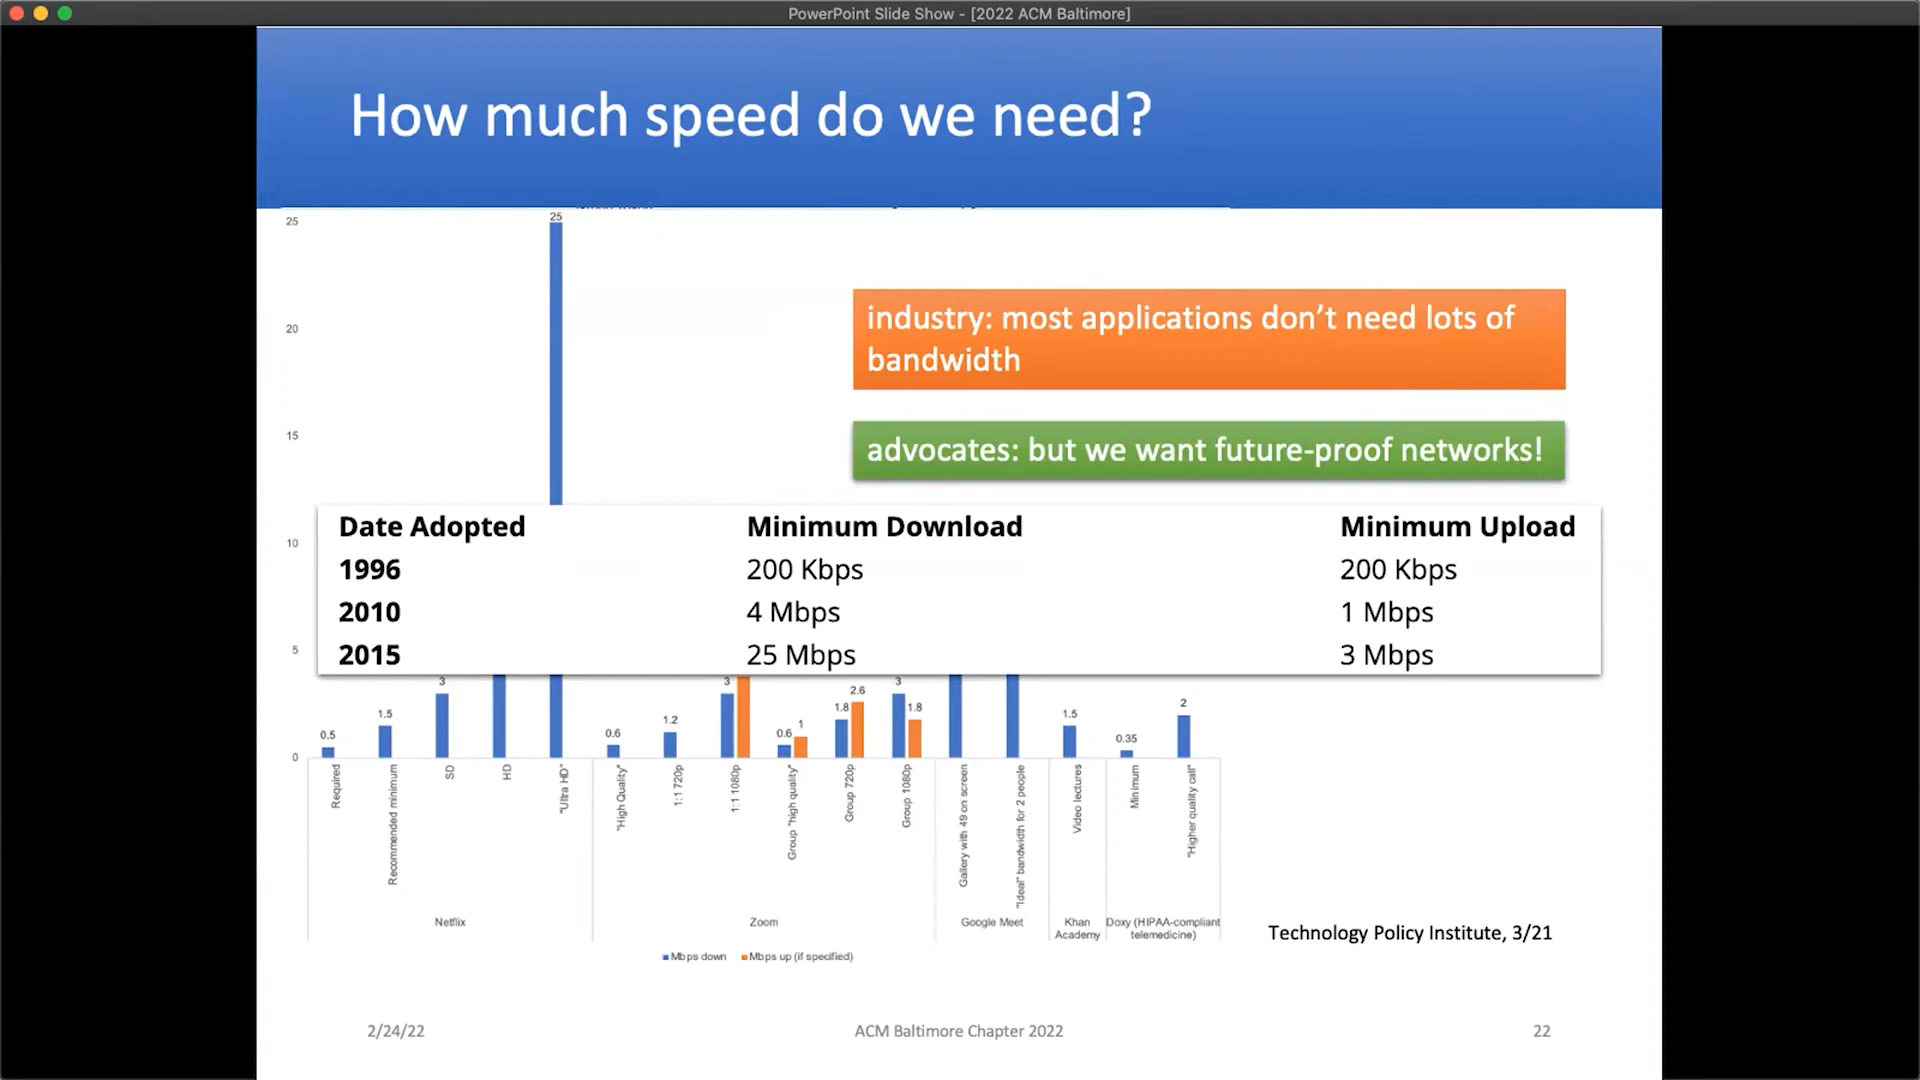 PowerPoint Slide Show - [2022 ACM Baltimore]
How much speed do we need?
25
20
15
10
5
0
25
industry: most applications don’t need lots of
bandwidth
advocates: but we want future-proof networks!
Date Adopted Minimum Download Minimum Upload
1996 200 Kbps 200 Kbps
2010 4 Mbps 1 Mbps
2015 25 Mbps 3 Mbps
0.5 1.5 3 0.6 1.2 3 0.6 1 1.8 2.6 3 1.8 1.5 0.35 2
Required
Recommended minimum
SD
HD
"Ultra HD"
"High Quality"
1:1 720p
1:1 1080p
Group "high quality"
Group 720p
Group 1080p
Gallery with 49 on screen
"Ideal" bandwidth for 2 people
Video lectures
Minimum
"Higher quality call"
Netflix
Zoom
Google Meet
Khan
Academy
Doxy (HIPAA-compliant
telemedicine)
Mbps down Mbps up (if specified)
Technology Policy Institute, 3/21
2/24/22 ACM Baltimore Chapter 2022 22